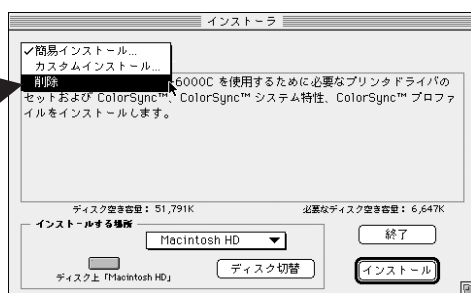 インストーラ
✓簡易インストール...
カスタムインストール...
削除
-6000C を使用するために必要なプリンタドライバの
セットおよび ColorSync™、ColorSync™ システム特性、ColorSync™ プロファ
イルをインストールします。
ディスク空き容量： 51,791K
必要なディスク空き容量： 6,647K
インストールする場所
Macintosh HD
終了
ディスク上「Macintosh HD」
ディスク切替
インストール